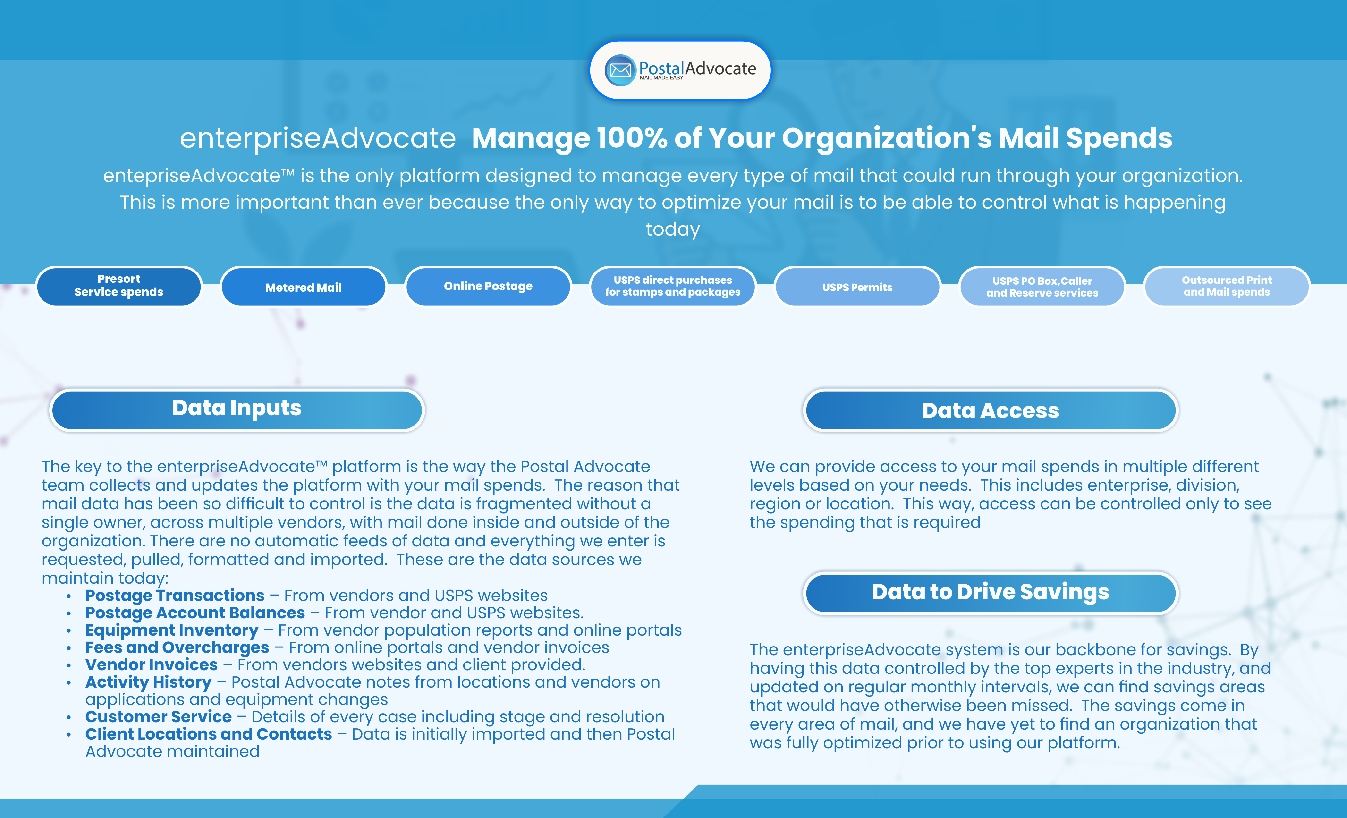 PostalAdvocate
MAIL MADE EASY
enterpriseAdvocate Manage 100% of Your Organization's Mail Spends
entepriseAdvocate™ is the only platform designed to manage every type of mail that could run through your organization.
This is more important than ever because the only way to optimize your mail is to be able to control what is happening
today
Presort
Service spends
Metered Mail
Online Postage
USPS direct purchases
for stamps and packages
USPS Permits
USPS PO Box,Caller
and Reserve services
Outsourced Print
and Mail spends
Data Inputs
The key to the enterpriseAdvocate™ platform is the way the Postal Advocate
team collects and updates the platform with your mail spends. The reason that
mail data has been so difficult to control is the data is fragmented without a
single owner, across multiple vendors, with mail done inside and outside of the
organization. There are no automatic feeds of data and everything we enter is
requested, pulled, formatted and imported. These are the data sources we
maintain today:
• Postage Transactions – From vendors and USPS websites
• Postage Account Balances – From vendor and USPS websites.
• Equipment Inventory – From vendor population reports and online portals
• Fees and Overcharges – From online portals and vendor invoices
• Vendor Invoices – From vendors websites and client provided.
• Activity History – Postal Advocate notes from locations and vendors on
applications and equipment changes
• Customer Service – Details of every case including stage and resolution
• Client Locations and Contacts – Data is initially imported and then Postal
Advocate maintained
Data Access
We can provide access to your mail spends in multiple different
levels based on your needs. This includes enterprise, division,
region or location. This way, access can be controlled only to see
the spending that is required
Data to Drive Savings
The enterpriseAdvocate system is our backbone for savings. By
having this data controlled by the top experts in the industry, and
updated on regular monthly intervals, we can find savings areas
that would have otherwise been missed. The savings come in
every area of mail, and we have yet to find an organization that
was fully optimized prior to using our platform.